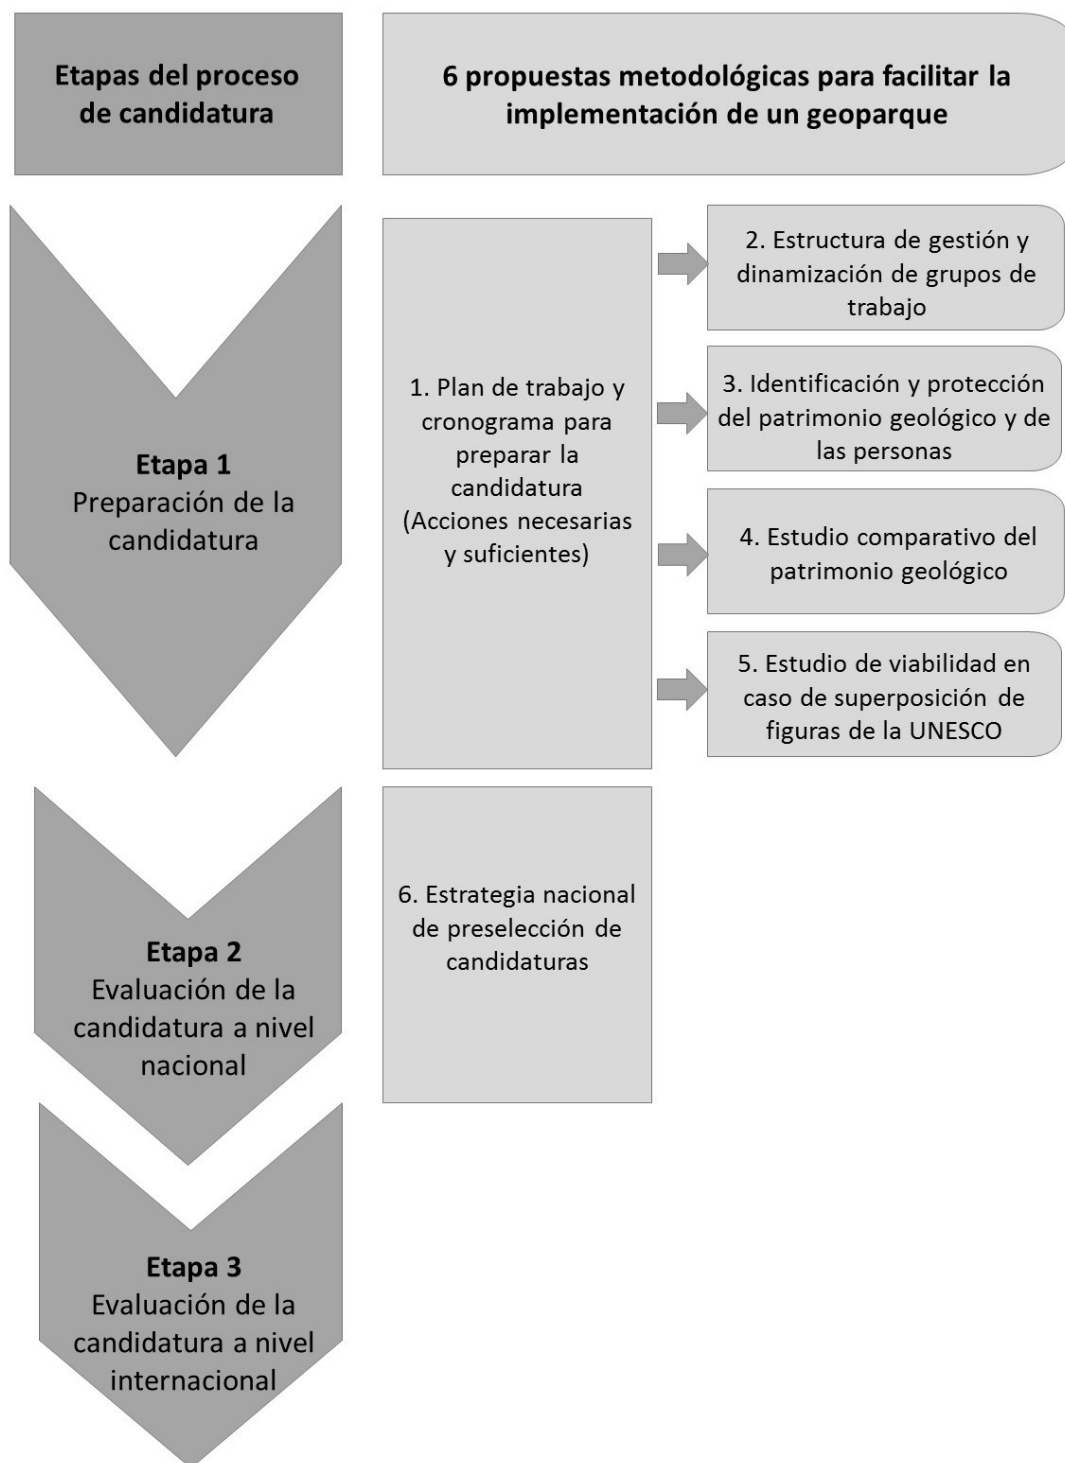 Etapas del proceso
de candidatura
6 propuestas metodológicas para facilitar la
implementación de un geoparque
Etapa 1
Preparación de la
candidatura
1. Plan de trabajo y
cronograma para
preparar la
candidatura
(Acciones necesarias
y suficientes)
2. Estructura de gestión y
dinamización de grupos de
trabajo
3. Identificación y protección
del patrimonio geológico y de
las personas
4. Estudio comparativo del
patrimonio geológico
5. Estudio de viabilidad en
caso de superposición de
figuras de la UNESCO
Etapa 2
Evaluación de la
candidatura a nivel
nacional
6. Estrategia nacional
de preselección de
candidaturas
Etapa 3
Evaluación de la
candidatura a nivel
internacional